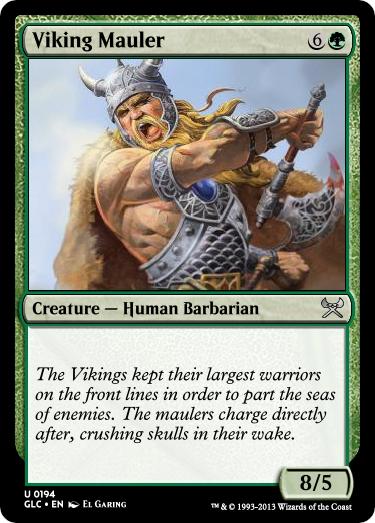 Viking Mauler 6
Creature — Human Barbarian
The Vikings kept their largest warriors
on the front lines in order to part the seas
of enemies. The maulers charge directly
after, crushing skulls in their wake.
8/5
U 0194
GLC • EN El Garing
™ & © 1993-2013 Wizards of the Coast